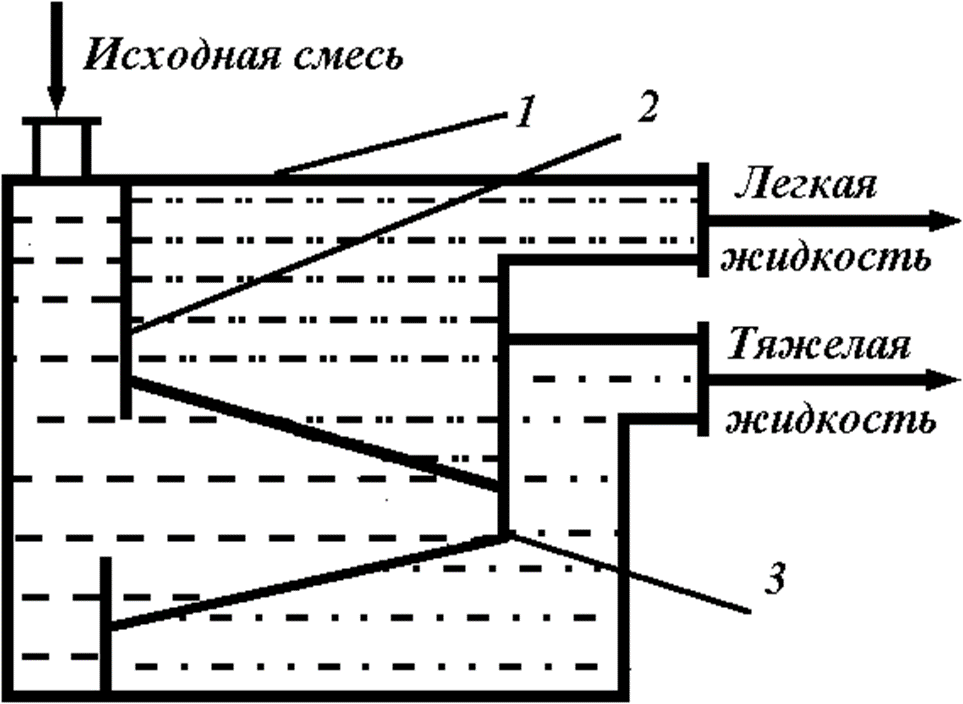 Исходная смесь
1
2
Легкая
жидкость
Тяжелая
жидкость
3